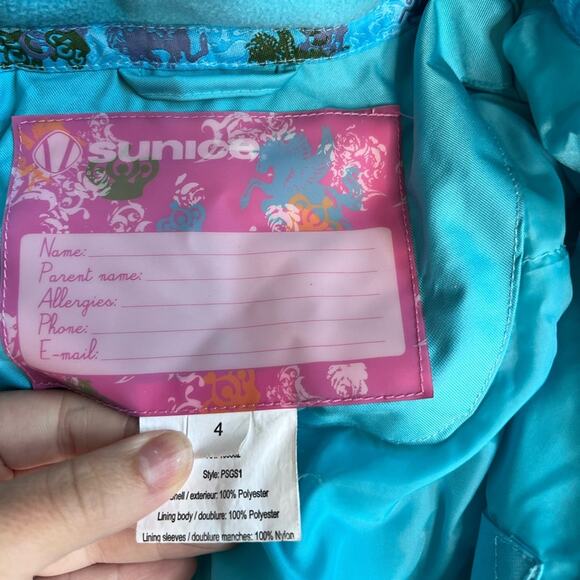 sunice
Name:
Parent name:
Allergies:
Phone:
E-mail:
4
Style: PSGS1
Shell / exterieur: 100% Polyester
Lining body / doublure: 100% Polyester
Lining sleeves / doublure manches: 100% Nylon